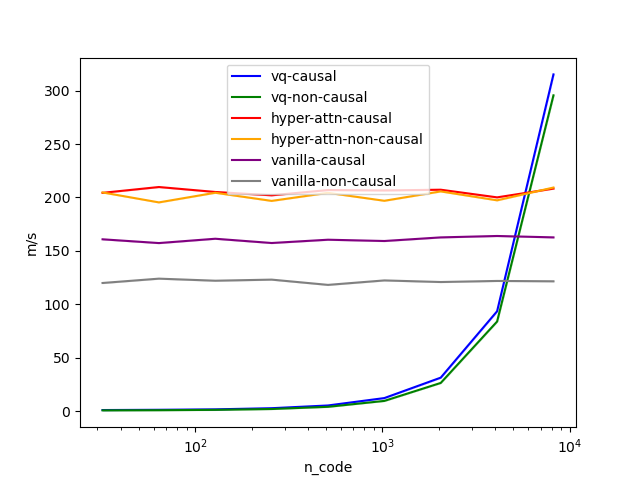 vq-causal
vq-non-causal
hyper-attn-causal
hyper-attn-non-causal
vanilla-causal
vanilla-non-causal
300
250
200
150
100
50
0
m/s
10²
10³
10⁴
n_code